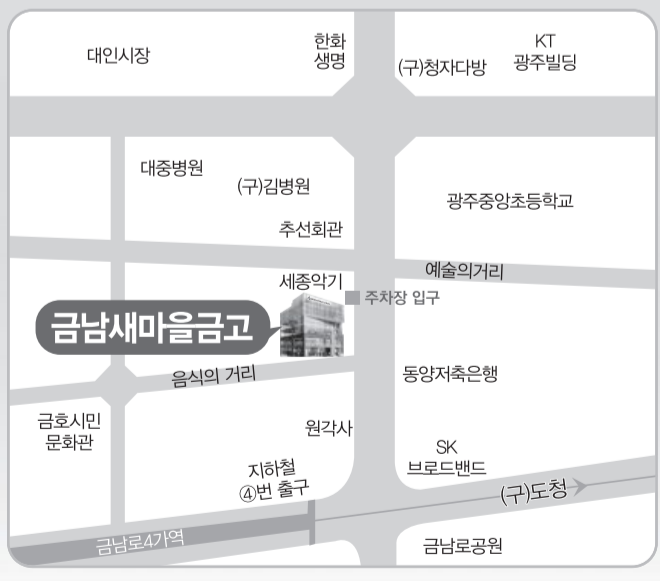 대인시장
한화
생명
(구)청자다방
KT
광주빌딩
대중병원
(구)김병원
광주중앙초등학교
추선회관
예술의거리
세종악기
주차장 입구
금남새마을금고
음식의 거리
동양저축은행
금호시민
문화관
원각사
SK
브로드밴드
지하철
④번 출구
(구)도청
금남로4가역
금남로공원